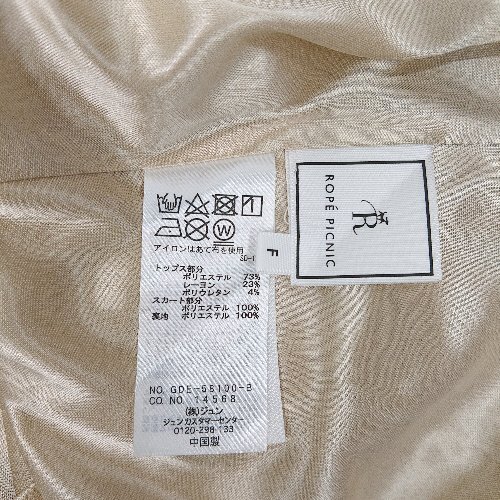 アイロンはあて布を使用
SD-1
トップス部分
ポリエステル 73%
レーヨン 23%
ポリウレタン 4%
スカート部分
ポリエステル 100%
裏地 ポリエステル 100%
NO. GDE-58100-B
CO. NO. 14568
(株)ジュン
ジュンカスタマーセンター
0120-298-133
中国製
F
R
ROPÉ PICNIC